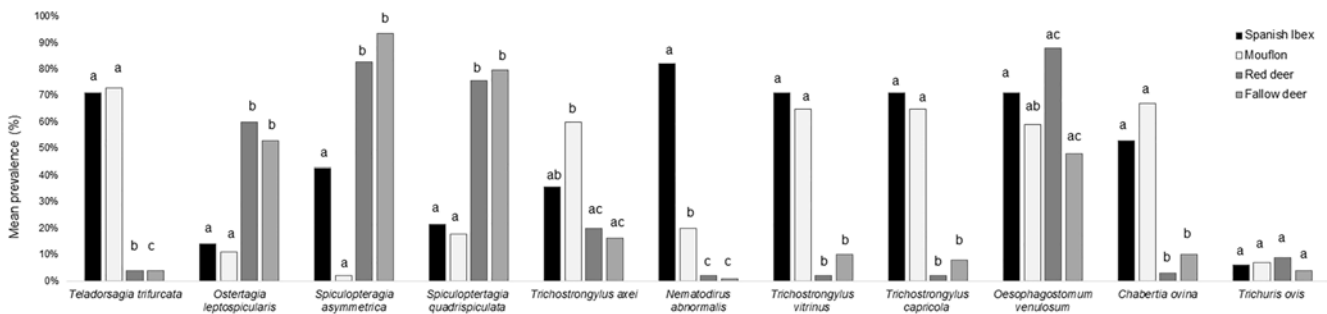 100%
90%
80%
70%
60%
50%
40%
30%
20%
10%
0%
Mean prevalence (%)
a a b c
a a b b
a a b b
a a b b
ab b ac ac
a b c c
a a b b
a a b b
a ab ac ac
a a b b
a a a a
Spanish Ibex
Mouflon
Red deer
Fallow deer
Teladorsagia trifurcata
Ostertagia
leptospicularis
Spiculopteragia
asymmetrica
Spiculoptertagia
quadrispiculata
Trichostrongylus axei
Nematodirus
abnormalis
Trichostrongylus
vitrinus
Trichostrongylus
capricola
Oesophagostomum
venulosum
Chabertia ovina
Trichuris ovis